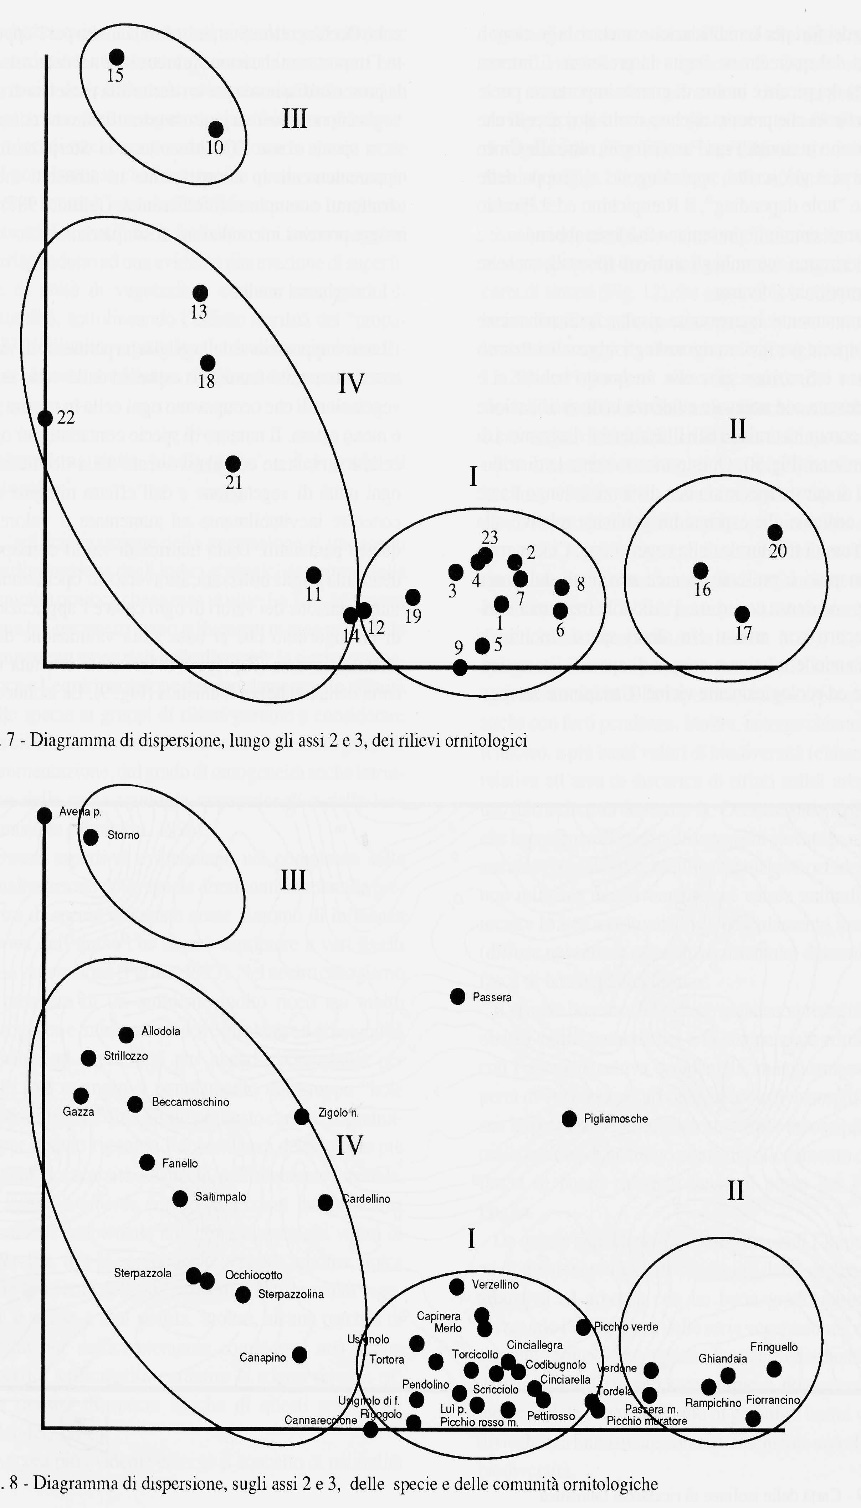 15
10
III
13
18
IV
22
II
21
I
23
2
20
4
3
7
8
16
11
19
1
12
14
6
17
5
9
. 7 - Diagramma di dispersione, lungo gli assi 2 e 3, dei rilievi ornitologici
Averla p.
Storno
III
Passera
Allodola
Strillozzo
Gazza
Beccamoschino
Zigolo n.
Pigliamosche
IV
Fanello
Saltimpalo
Cardellino
II
I
Sterpazzola
Occhiocotto
Sterpazzolina
Verzellino
Capinera
Merlo
Picchio verde
Usignolo
Cinciallegra
Fringuello
Canapino
Tortora
Torcicollo
Codibugnolo
Verdone
Ghiandaia
Cinciarella
Pendolino
Scricciolo
Tordela
Usignolo di f.
Rampichino
Fiorrancino
Rigogolo
Luì p.
Pettirosso
Passera m.
Cannareccione
Picchio rosso m.
Picchio muratore
. 8 - Diagramma di dispersione, sugli assi 2 e 3, delle specie e delle comunità ornitologiche